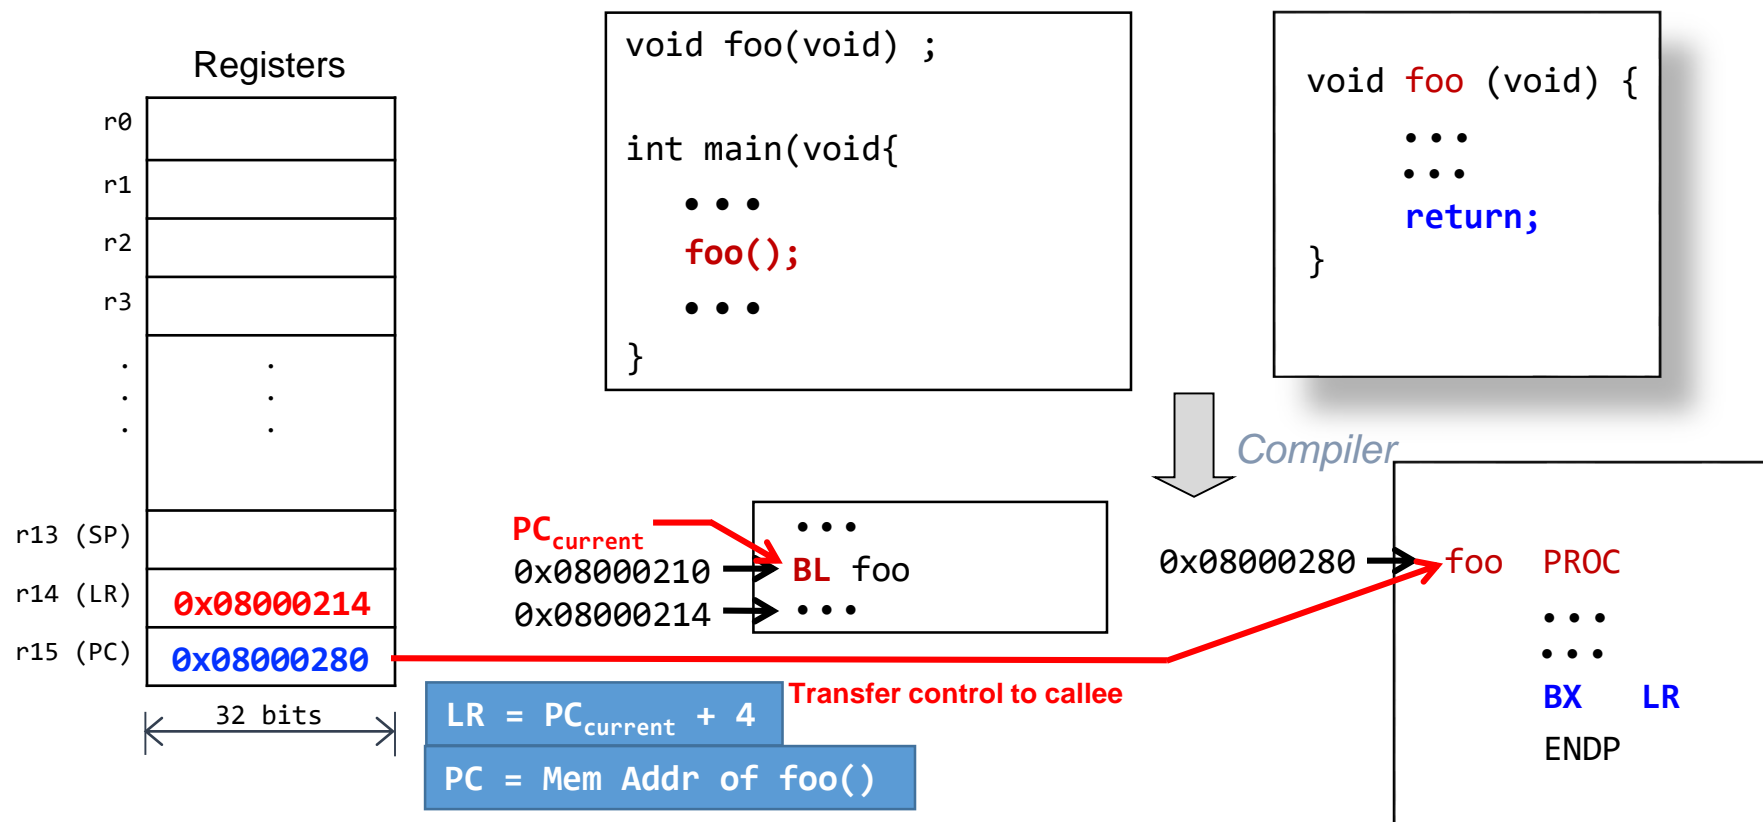 Registers
r0
r1
r2
r3
.
.
.
.
.
.
r13 (SP)
r14 (LR)
0x08000214
r15 (PC)
0x08000280
32 bits
void foo(void) ;
int main(void{
•••
foo();
•••
}
void foo (void) {
•••
•••
return;
}
Compiler
PCcurrent
0x08000210
0x08000214
•••
BL foo
•••
0x08000280
foo PROC
•••
•••
BX LR
ENDP
Transfer control to callee
LR = PCcurrent + 4
PC = Mem Addr of foo()